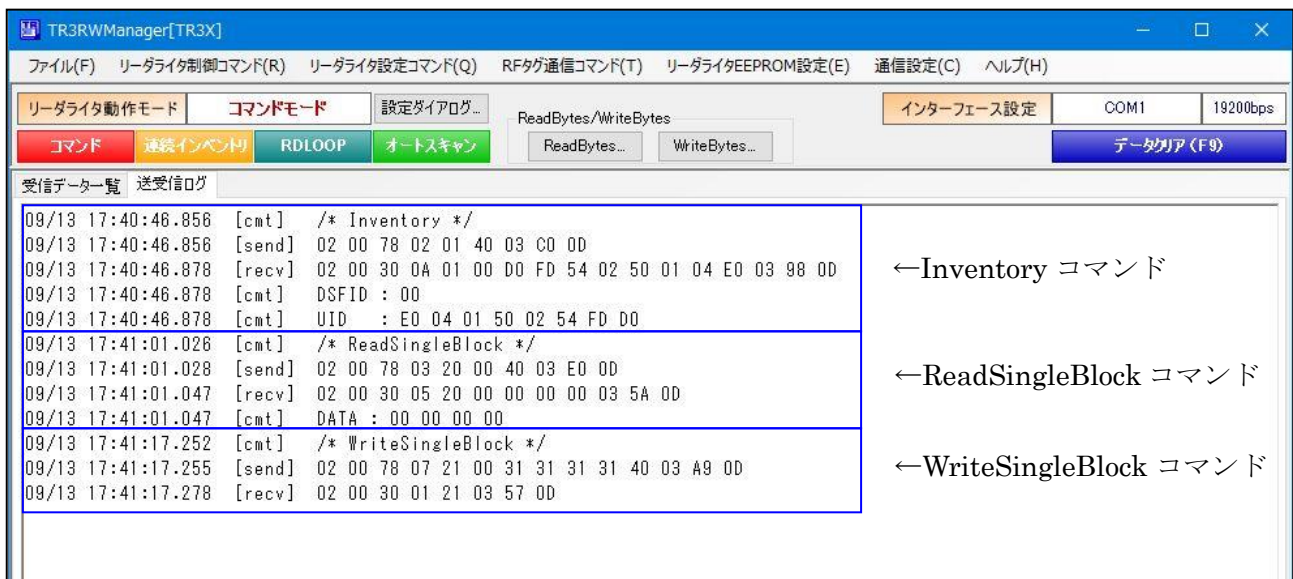 TR3RWManager[TR3X]
ファイル(F) リーダライタ制御コマンド(R) リーダライタ設定コマンド(Q) RFタグ通信コマンド(T) リーダライタEEPROM設定(E) 通信設定(C) ヘルプ(H)
リーダライタ動作モード コマンドモード 設定ダイアログ... ReadBytes/WriteBytes インターフェース設定 COM1 19200bps
コマンド 連続インベントリ RDLOOP オートスキャン ReadBytes... WriteBytes... データクリア(F9)
受信データ一覧 送受信ログ
09/13 17:40:46.856 [cmt] /* Inventory */
09/13 17:40:46.856 [send] 02 00 78 02 01 40 03 C0 0D
09/13 17:40:46.878 [recv] 02 00 30 0A 01 00 D0 FD 54 02 50 01 04 E0 03 98 0D
←Inventory コマンド
09/13 17:40:46.878 [cmt] DSFID : 00
09/13 17:40:46.878 [cmt] UID : E0 04 01 50 02 54 FD D0
09/13 17:41:01.026 [cmt] /* ReadSingleBlock */
09/13 17:41:01.028 [send] 02 00 78 03 20 00 40 03 E0 0D
←ReadSingleBlock コマンド
09/13 17:41:01.047 [recv] 02 00 30 05 20 00 00 00 00 03 5A 0D
09/13 17:41:01.047 [cmt] DATA : 00 00 00 00
09/13 17:41:17.252 [cmt] /* WriteSingleBlock */
09/13 17:41:17.255 [send] 02 00 78 07 21 00 31 31 31 31 40 03 A9 0D
←WriteSingleBlock コマンド
09/13 17:41:17.278 [recv] 02 00 30 01 21 03 57 0D